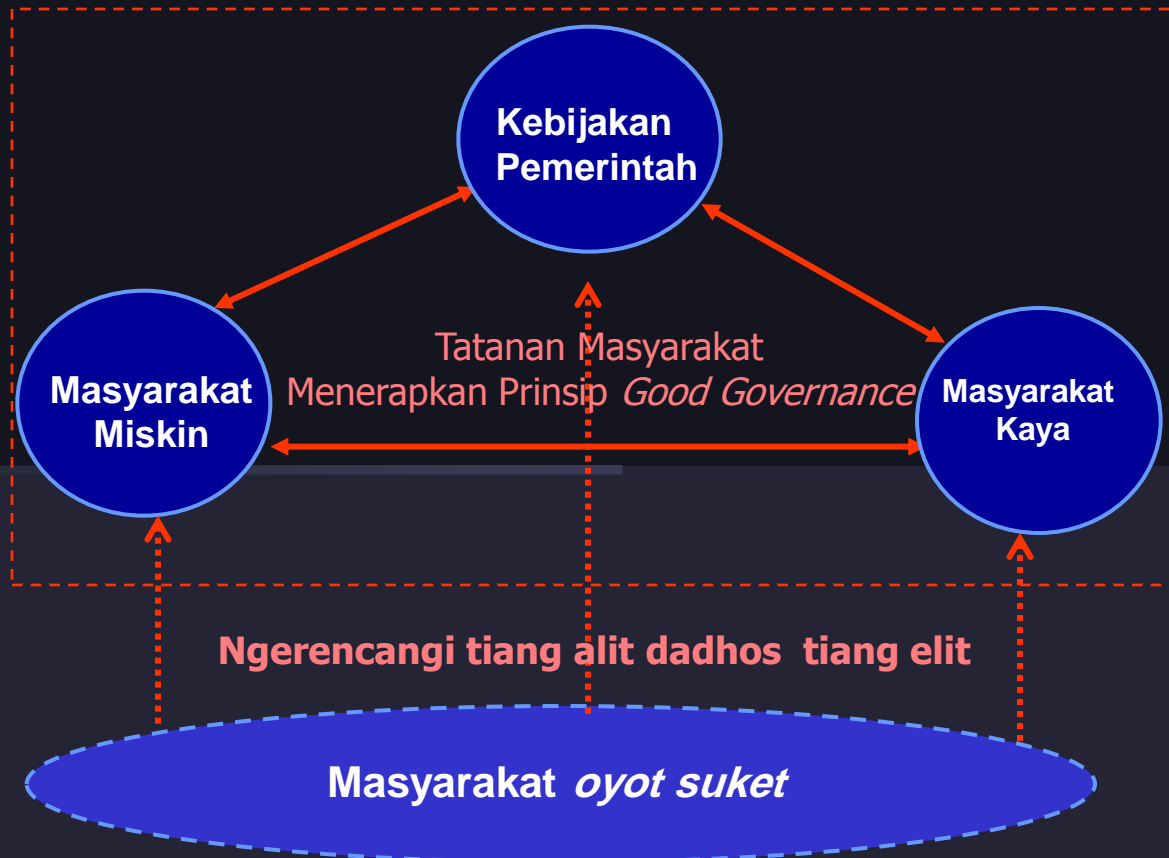 Kebijakan
Pemerintah
Tatanan Masyarakat
Menerapkan Prinsip Good Governance
Masyarakat
Miskin
Masyarakat
Kaya
Ngerencangi tiang alit dadhos tiang elit
Masyarakat oyot suket